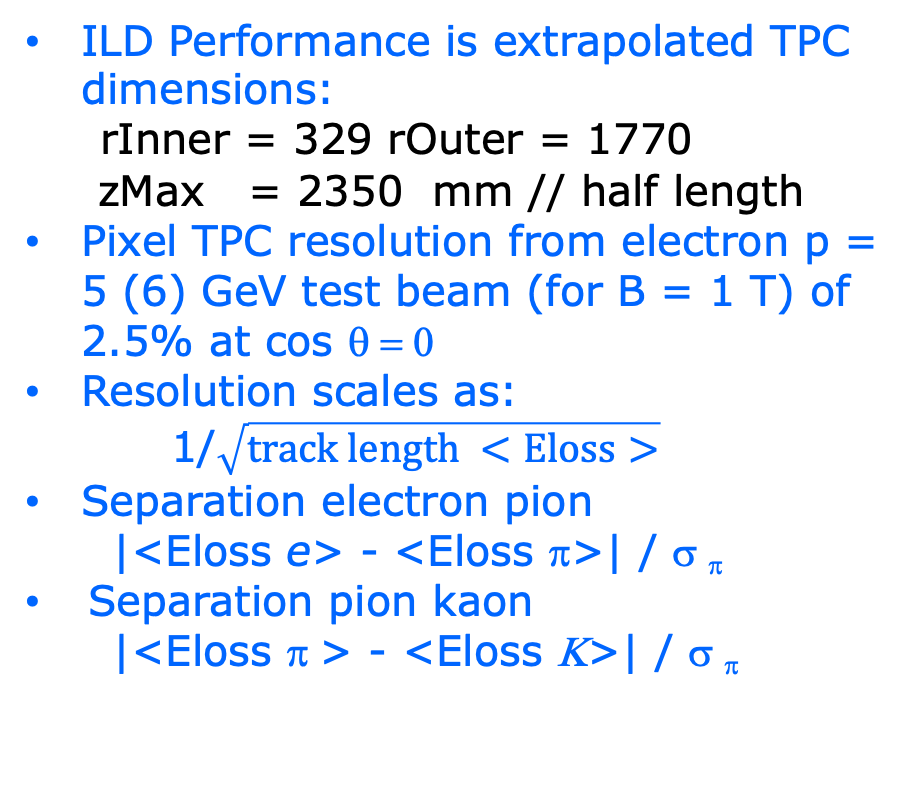 • ILD Performance is extrapolated TPC
dimensions:
rInner = 329 rOuter = 1770
zMax = 2350 mm // half length
• Pixel TPC resolution from electron p =
5 (6) GeV test beam (for B = 1 T) of
2.5% at cos θ = 0
• Resolution scales as:
1/√track length < Eloss >
• Separation electron pion
|<Eloss e> - <Eloss π>| / σ π
• Separation pion kaon
|<Eloss π > - <Eloss K>| / σ π